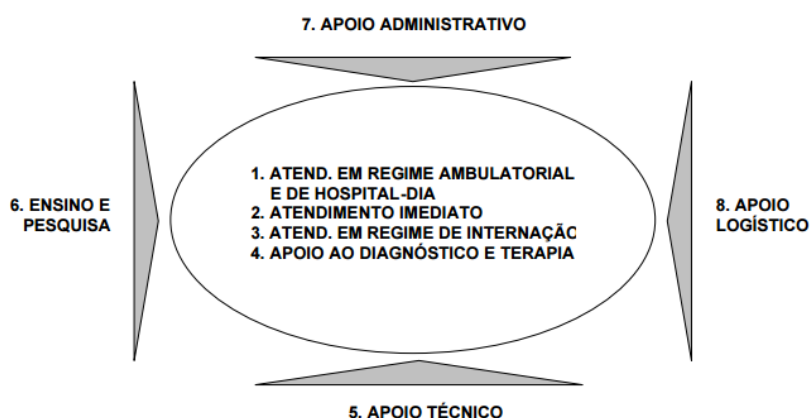 7. APOIO ADMINISTRATIVO
6. ENSINO E
PESQUISA
1. ATEND. EM REGIME AMBULATORIAL
E DE HOSPITAL-DIA
2. ATENDIMENTO IMEDIATO
3. ATEND. EM REGIME DE INTERNAÇÃO
4. APOIO AO DIAGNÓSTICO E TERAPIA
8. APOIO
LOGÍSTICO
5. APOIO TÉCNICO